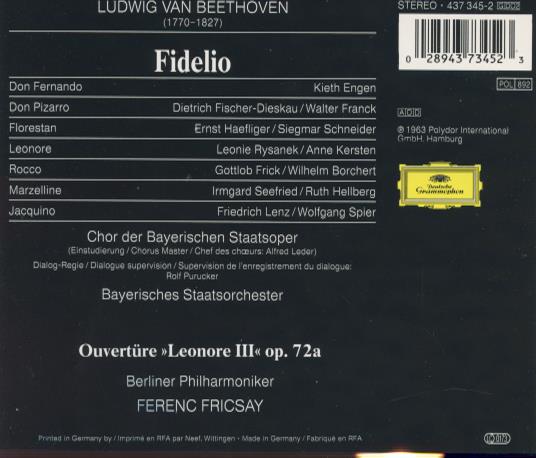 LUDWIG VAN BEETHOVEN
(1770–1827)
STEREO · 437 345-2 GH2
0 28943 73452 3
POL 892
Fidelio
Don Fernando Kieth Engen
Don Pizarro Dietrich Fischer-Dieskau / Walter Franck
Florestan Ernst Haefliger / Siegmar Schneider
Leonore Leonie Rysanek / Anne Kersten
Rocco Gottlob Frick / Wilhelm Borchert
Marzelline Irmgard Seefried / Ruth Hellberg
Jacquino Friedrich Lenz / Wolfgang Spier
ADD
℗ 1963 Polydor International
GmbH, Hamburg
Deutsche
Grammophon
Chor der Bayerischen Staatsoper
(Einstudierung / Chorus Master / Chef des chœurs: Alfred Leder)
Dialog-Regie / Dialogue supervision / Supervision de l'enregistrement du dialogue:
Rolf Purucker
Bayerisches Staatsorchester
Ouvertüre »Leonore III« op. 72a
Berliner Philharmoniker
FERENC FRICSAY
Printed in Germany by / Imprimé en RFA par Neef, Wittingen · Made in Germany / Fabriqué en RFA